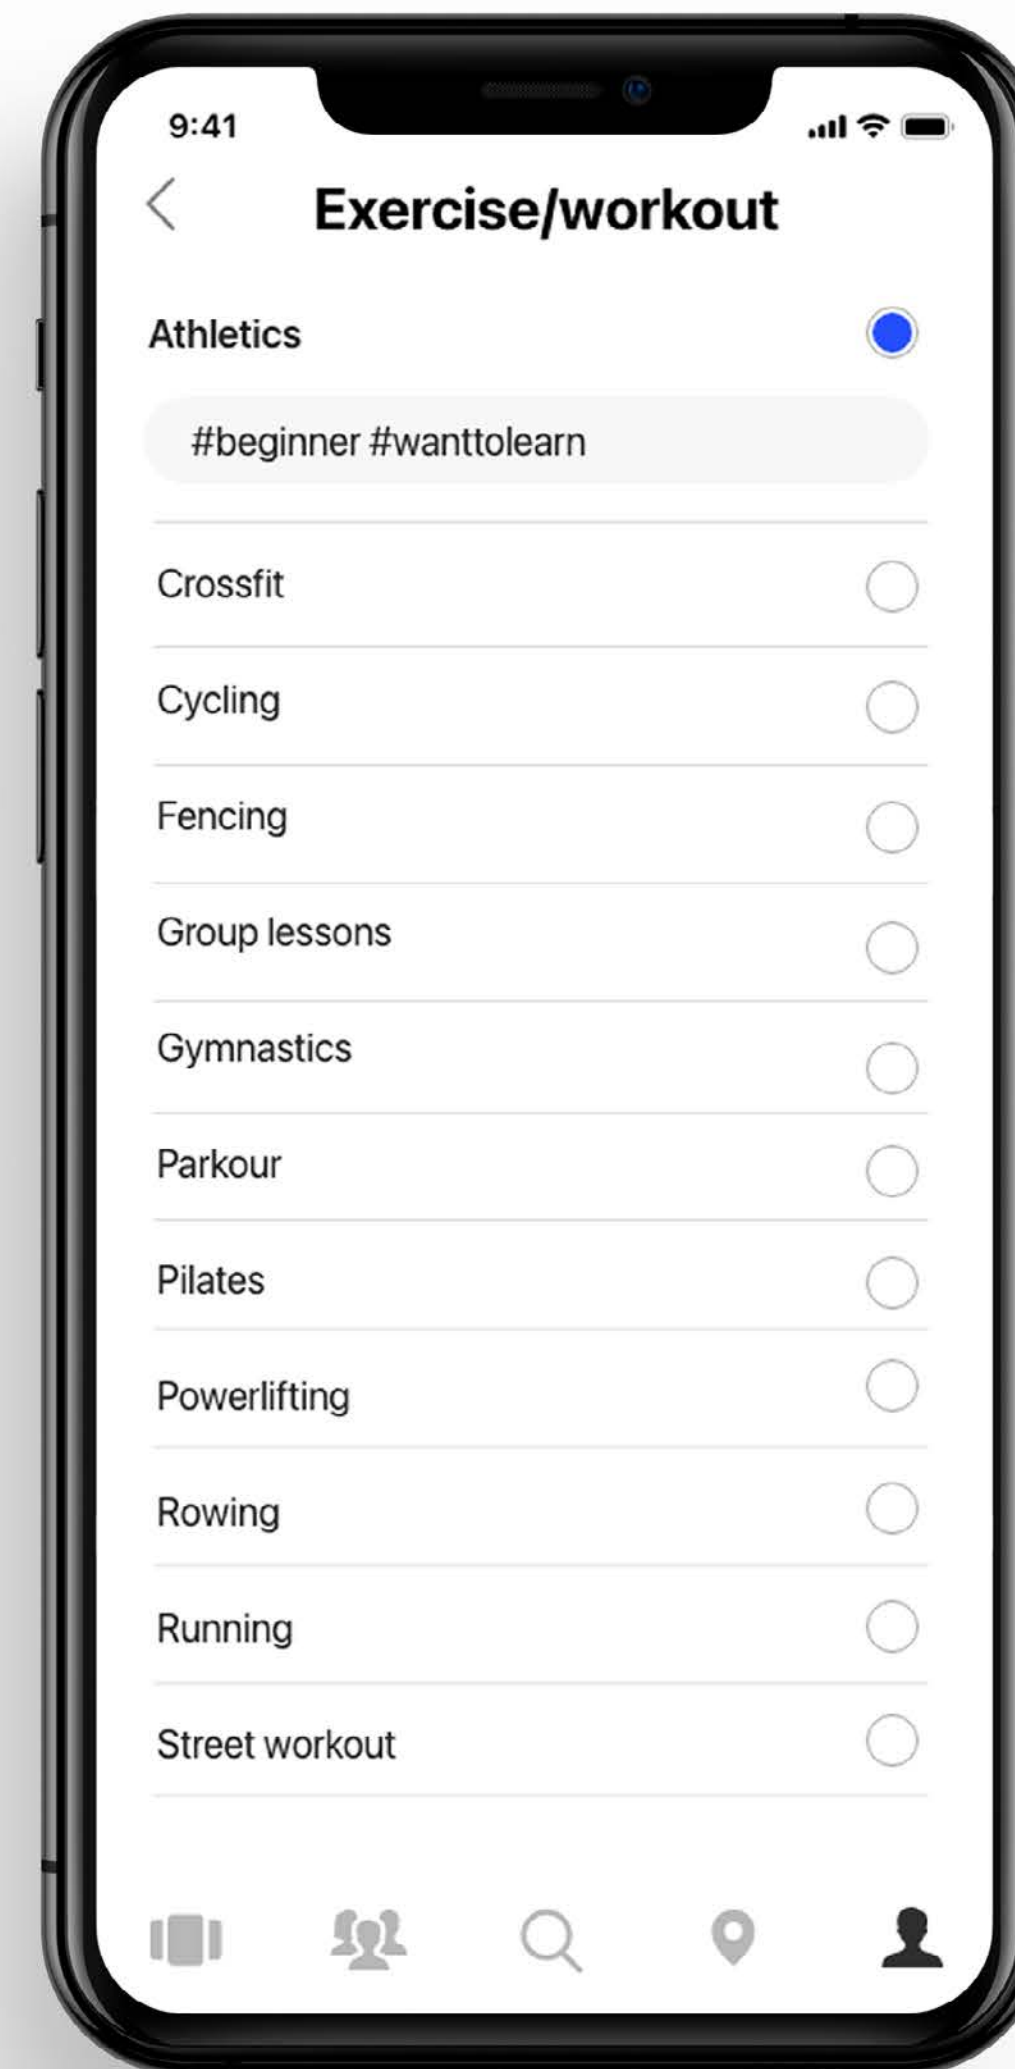 9:41
Exercise/workout
Athletics
#beginner #wanttolearn
Crossfit
Cycling
Fencing
Group lessons
Gymnastics
Parkour
Pilates
Powerlifting
Rowing
Running
Street workout